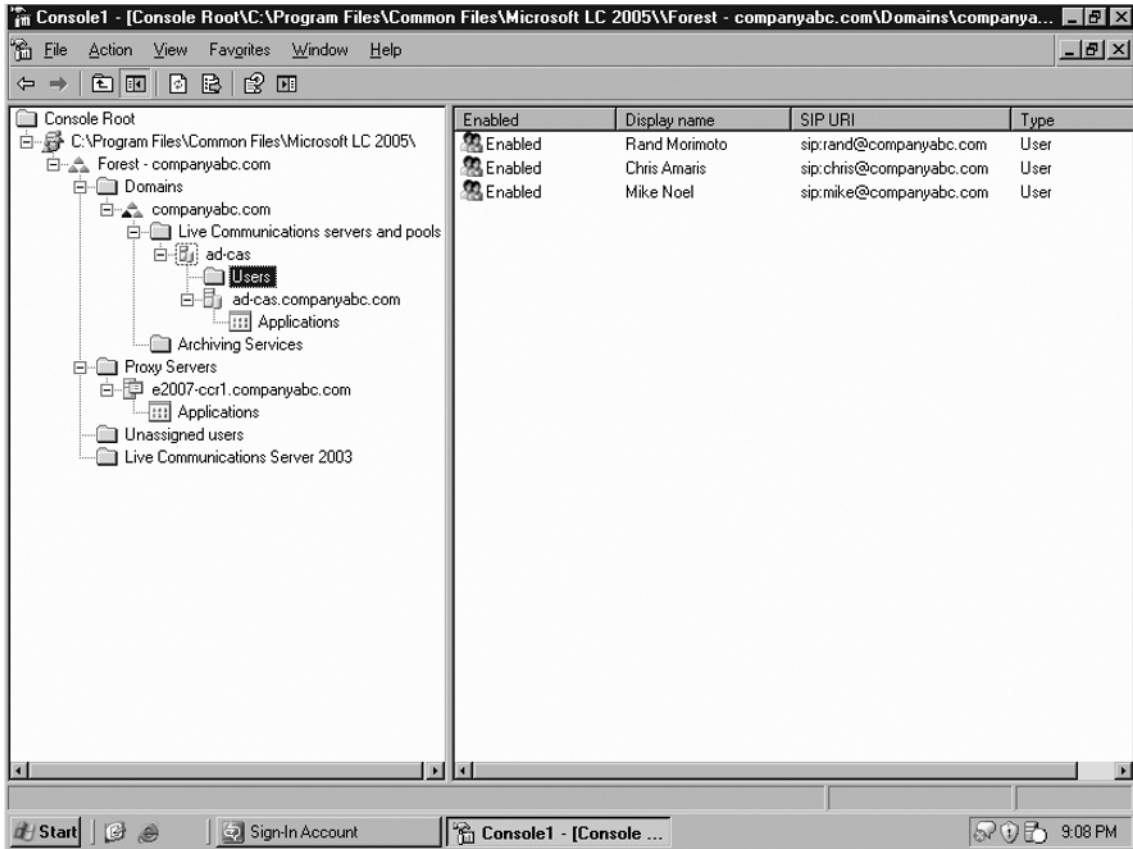 Console1 - [Console Root\C:\Program Files\Common Files\Microsoft LC 2005\\Forest - companyabc.com\Domains\companya...
File Action View Favorites Window Help
Console Root
C:\Program Files\Common Files\Microsoft LC 2005\
Forest - companyabc.com
Domains
companyabc.com
Live Communications servers and pools
ad-cas
Users
ad-cas.companyabc.com
Applications
Archiving Services
Proxy Servers
e2007-ccr1.companyabc.com
Applications
Unassigned users
Live Communications Server 2003
Enabled Display name SIP URI Type
Enabled Rand Morimoto sip:rand@companyabc.com User
Enabled Chris Amaris sip:chris@companyabc.com User
Enabled Mike Noel sip:mike@companyabc.com User
Start Sign-In Account Console1 - [Console ... 9:08 PM